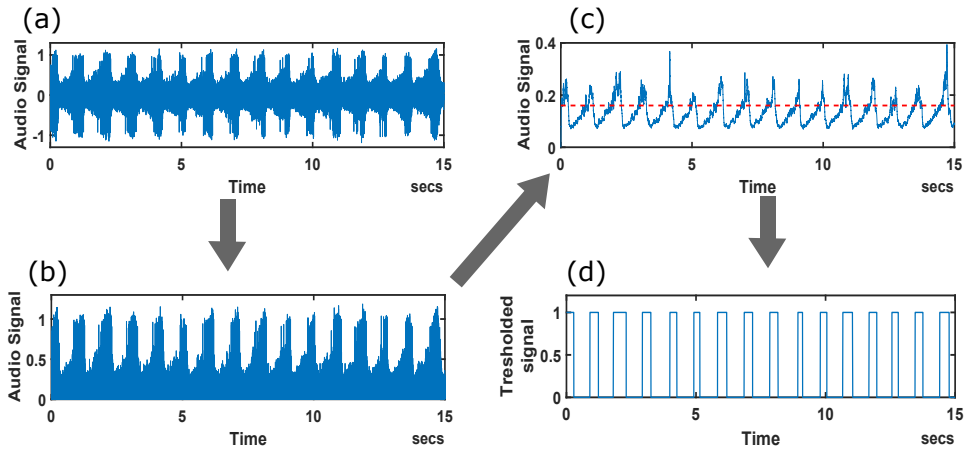 (a)
Audio Signal
1
0
-1
0 5 10 15
Time secs
(b)
Audio Signal
1
0.5
0
0 5 10 15
Time secs
(c)
Audio Signal
0.4
0.2
0
0 5 10 15
Time secs
(d)
Tresholded
signal
1
0.5
0
0 5 10 15
Time secs